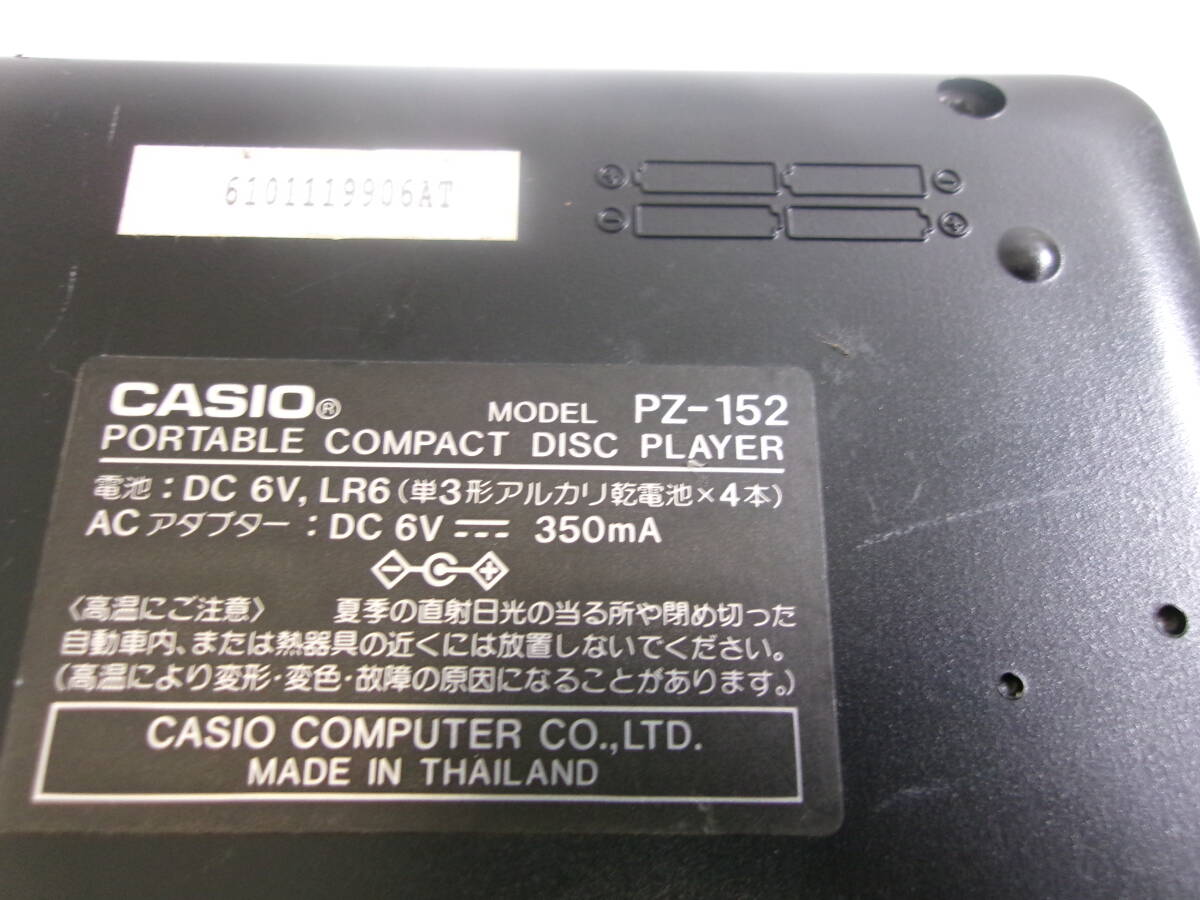 6101119906AT
CASIO® MODEL PZ-152
PORTABLE COMPACT DISC PLAYER
電池:DC 6V, LR6(単3形アルカリ乾電池×4本)
ACアダプター:DC 6V ⎓ 350mA
〈高温にご注意〉 夏季の直射日光の当る所や閉め切った
自動車内、または熱器具の近くには放置しないでください。
(高温により変形・変色・故障の原因になることがあります。)
CASIO COMPUTER CO.,LTD.
MADE IN THAILAND